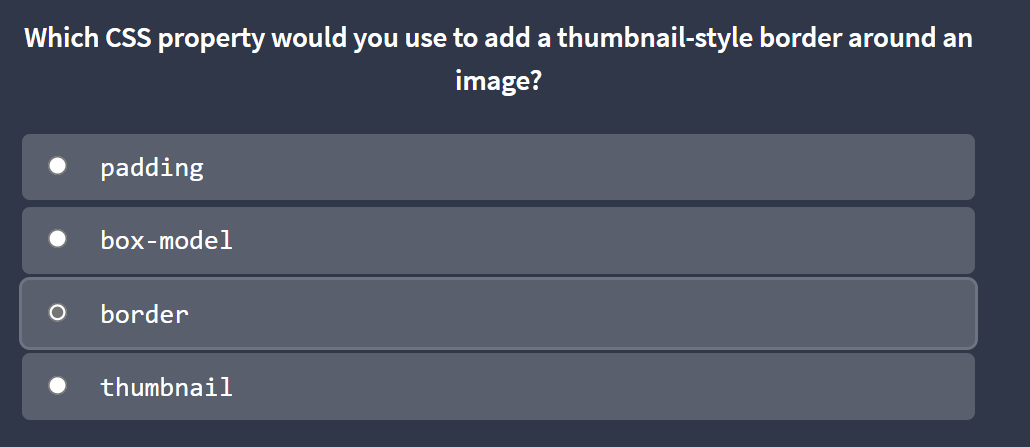 Which CSS property would you use to add a thumbnail-style border around an
image?
padding
box-model
border
thumbnail